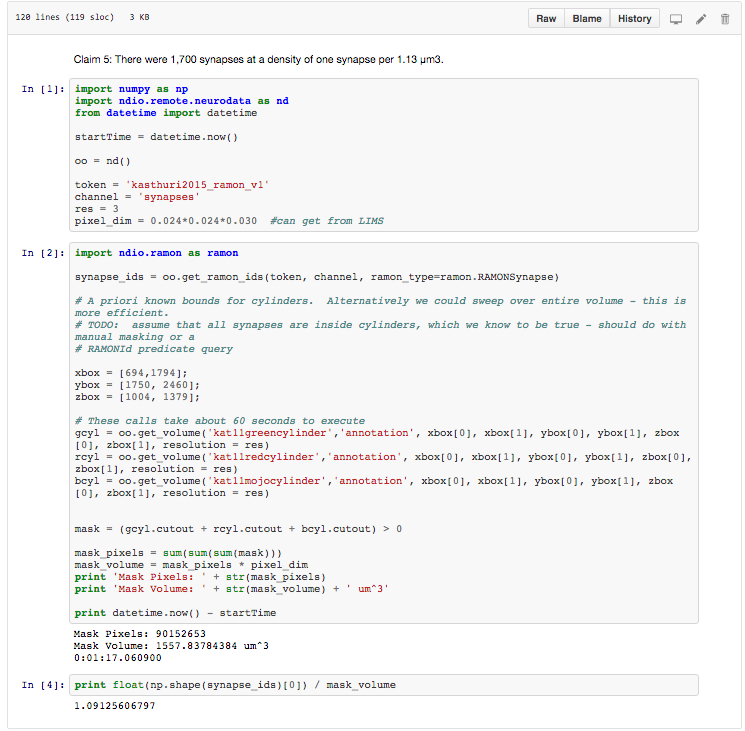 120 lines (119 sloc)   3 KB
Raw Blame History
Claim 5: There were 1,700 synapses at a density of one synapse per 1.13 µm3.
In [1]: import numpy as np
import ndio.remote.neurodata as nd
from datetime import datetime
startTime = datetime.now()
oo = nd()
token = 'kasthuri2015_ramon_v1'
channel = 'synapses'
res = 3
pixel_dim = 0.024*0.024*0.030  #can get from LIMS
In [2]: import ndio.ramon as ramon
synapse_ids = oo.get_ramon_ids(token, channel, ramon_type=ramon.RAMONSynapse)
# A priori known bounds for cylinders.  Alternatively we could sweep over entire volume - this is
more efficient.
# TODO:  assume that all synapses are inside cylinders, which we know to be true - should do with
manual masking or a
# RAMONId predicate query
xbox = [694,1794];
ybox = [1750, 2460];
zbox = [1004, 1379];
# These calls take about 60 seconds to execute
gcyl = oo.get_volume('kat11greencylinder','annotation', xbox[0], xbox[1], ybox[0], ybox[1], zbox
[0], zbox[1], resolution = res)
rcyl = oo.get_volume('kat11redcylinder','annotation', xbox[0], xbox[1], ybox[0], ybox[1], zbox[0],
zbox[1], resolution = res)
bcyl = oo.get_volume('kat11mojocylinder','annotation', xbox[0], xbox[1], ybox[0], ybox[1], zbox
[0], zbox[1], resolution = res)
mask = (gcyl.cutout + rcyl.cutout + bcyl.cutout) > 0
mask_pixels = sum(sum(sum(mask)))
mask_volume = mask_pixels * pixel_dim
print 'Mask Pixels: ' + str(mask_pixels)
print 'Mask Volume: ' + str(mask_volume) + ' um^3'
print datetime.now() - startTime
Mask Pixels: 90152653
Mask Volume: 1557.83784384 um^3
0:01:17.060900
In [4]: print float(np.shape(synapse_ids)[0]) / mask_volume
1.09125606797